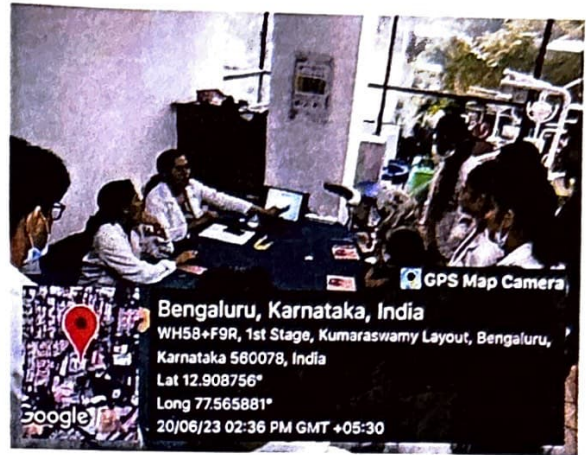 GPS Map Camera
Bengaluru, Karnataka, India
WH58+F9R, 1st Stage, Kumaraswamy Layout, Bengaluru,
Karnataka 560078, India
Lat 12.908756°
Long 77.565881°
20/06/23 02:36 PM GMT +05:30
Google